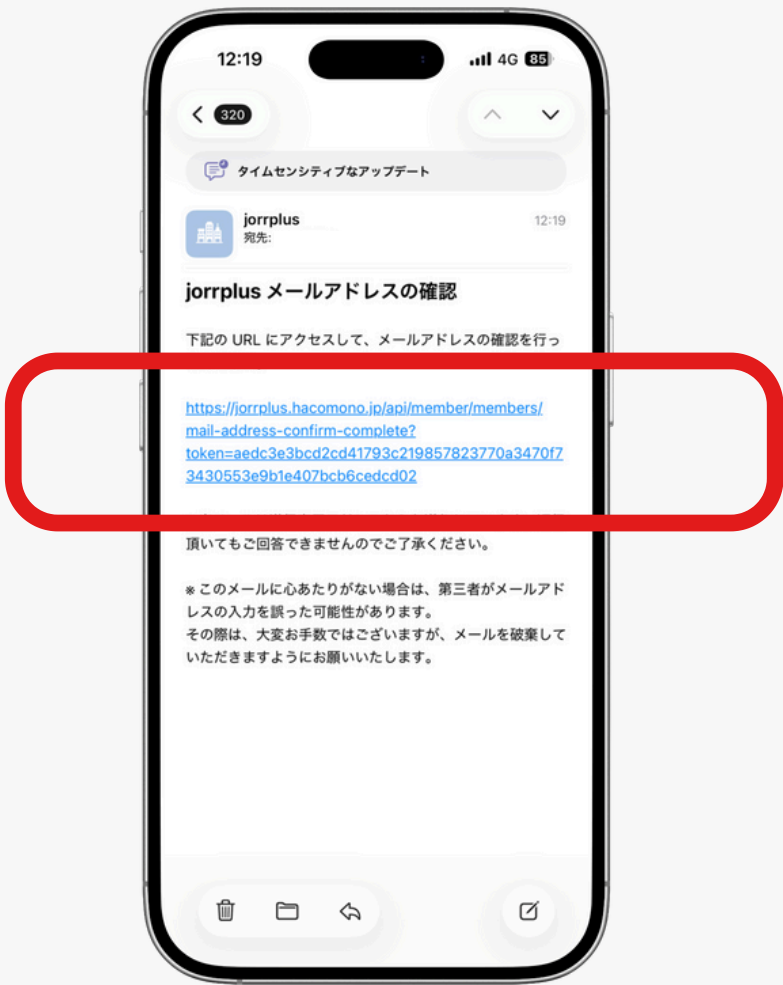 12:19
4G 85
320
タイムセンシティブなアップデート
jorrplus
12:19
宛先:
jorrplus メールアドレスの確認
下記の URL にアクセスして、メールアドレスの確認を行っ
https://jorrplus.hacomono.jp/api/member/members/
mail-address-confirm-complete?
token=aedc3e3bcd2cd41793c219857823770a3470f7
3430553e9b1e407bcb6cedcd02
頂いてもご回答できませんのでご了承ください。
※ このメールに心あたりがない場合は、第三者がメールアド
レスの入力を誤った可能性があります。
その際は、大変お手数ではございますが、メールを破棄して
いただきますようにお願いいたします。